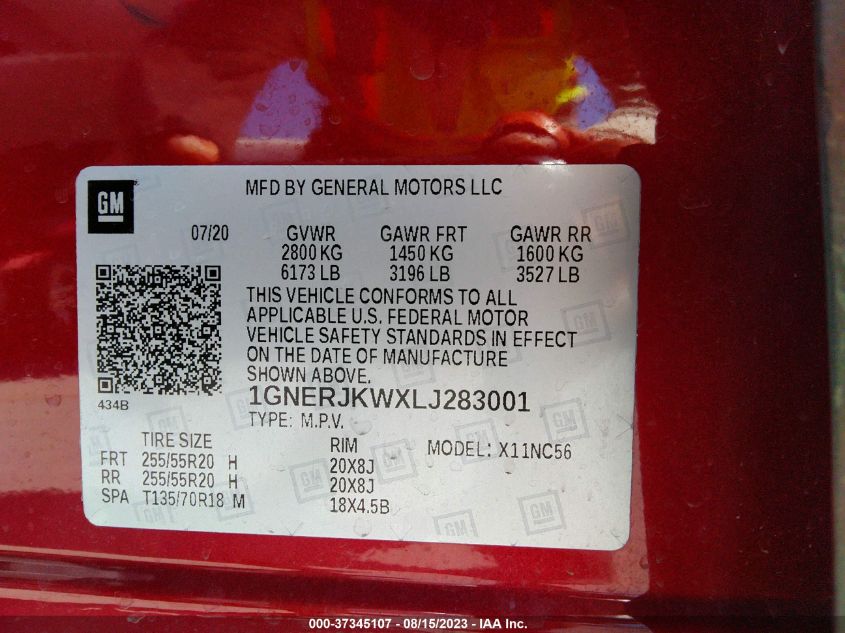 GM
MFD BY GENERAL MOTORS LLC
07/20
GVWR GAWR FRT GAWR RR
2800 KG 1450 KG 1600 KG
6173 LB 3196 LB 3527 LB
THIS VEHICLE CONFORMS TO ALL
APPLICABLE U.S. FEDERAL MOTOR
VEHICLE SAFETY STANDARDS IN EFFECT
ON THE DATE OF MANUFACTURE
SHOWN ABOVE.
434B
1GNERJKWXLJ283001
TYPE: M.P.V.
TIRE SIZE RIM MODEL: X11NC56
FRT 255/55R20 H 20X8J
RR 255/55R20 H 20X8J
SPA T135/70R18 M 18X4.5B
000-37345107 - 08/15/2023 - IAA Inc.